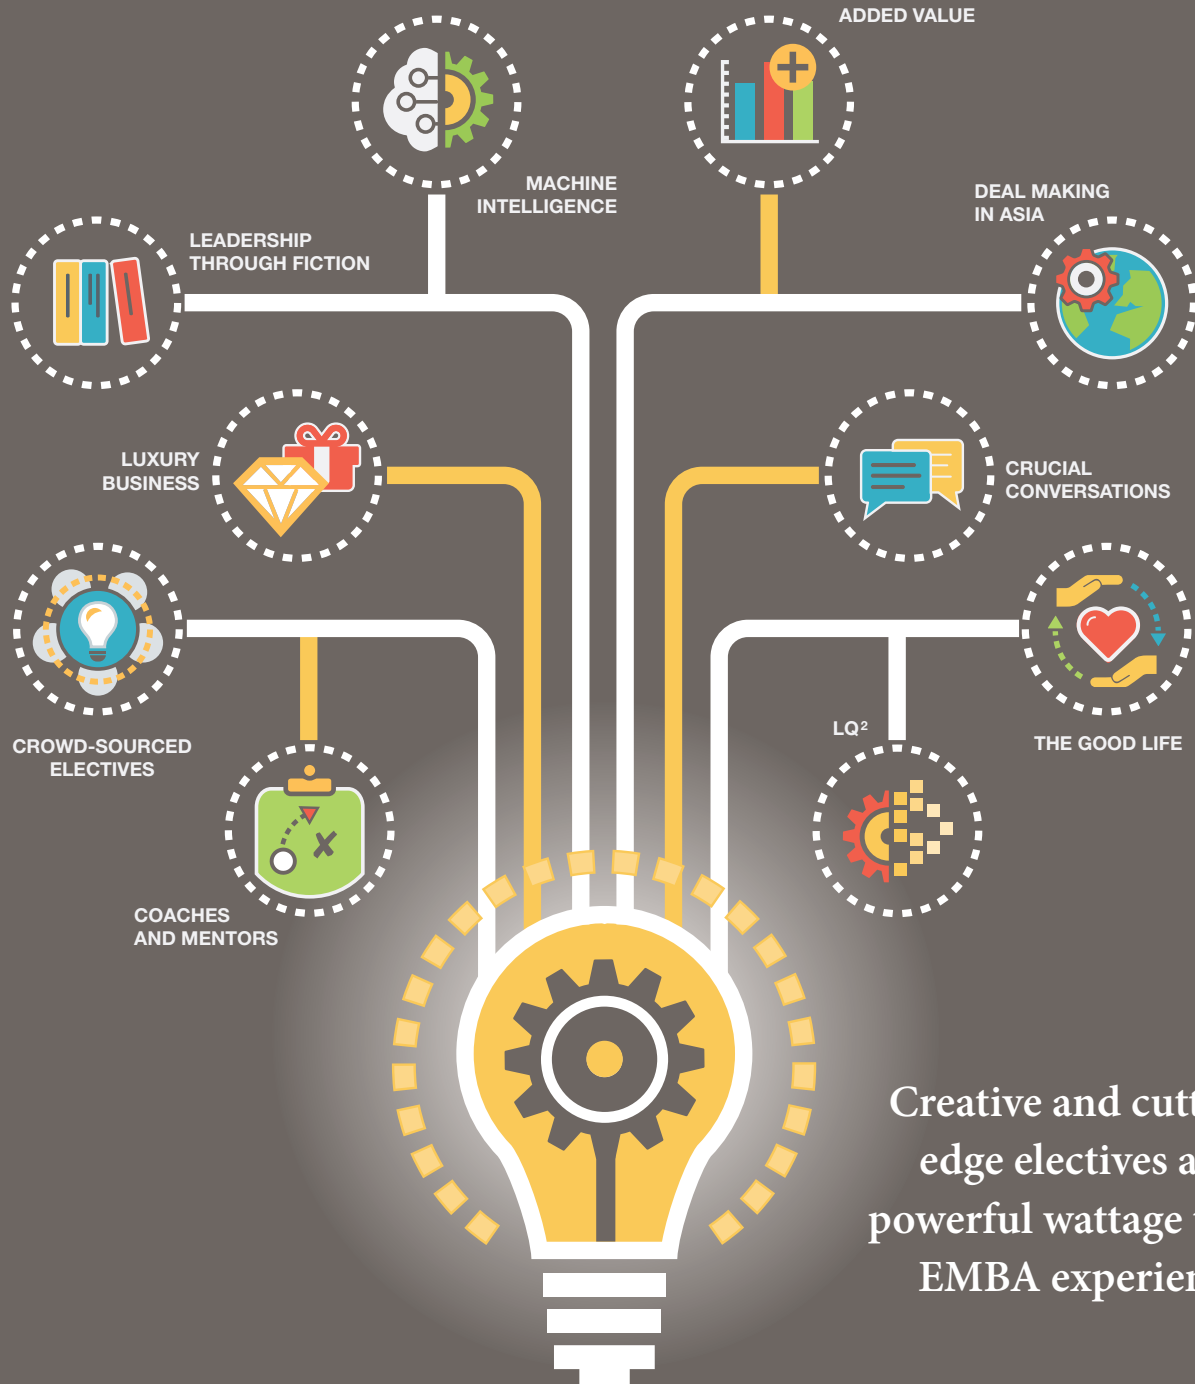 ADDED VALUE
MACHINE
INTELLIGENCE
DEAL MAKING
IN ASIA
LEADERSHIP
THROUGH FICTION
LUXURY
BUSINESS
CRUCIAL
CONVERSATIONS
CROWD-SOURCED
ELECTIVES
LQ²
THE GOOD LIFE
COACHES
AND MENTORS
Creative and cutt
edge electives a
powerful wattage
EMBA experien